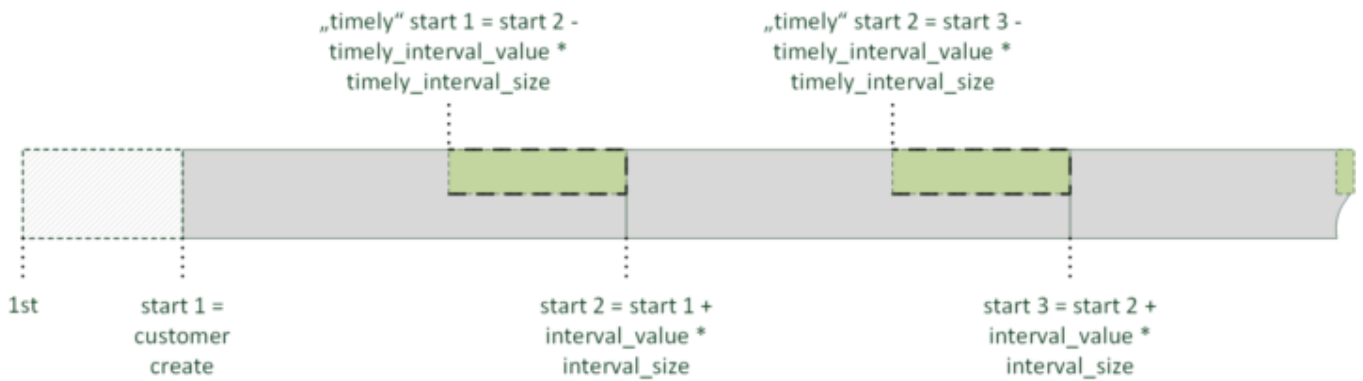 „timely“ start 1 = start 2 -
timely_interval_value *
timely_interval_size
„timely“ start 2 = start 3 -
timely_interval_value *
timely_interval_size
1st
start 1 =
customer
create
start 2 = start 1 +
interval_value *
interval_size
start 3 = start 2 +
interval_value *
interval_size